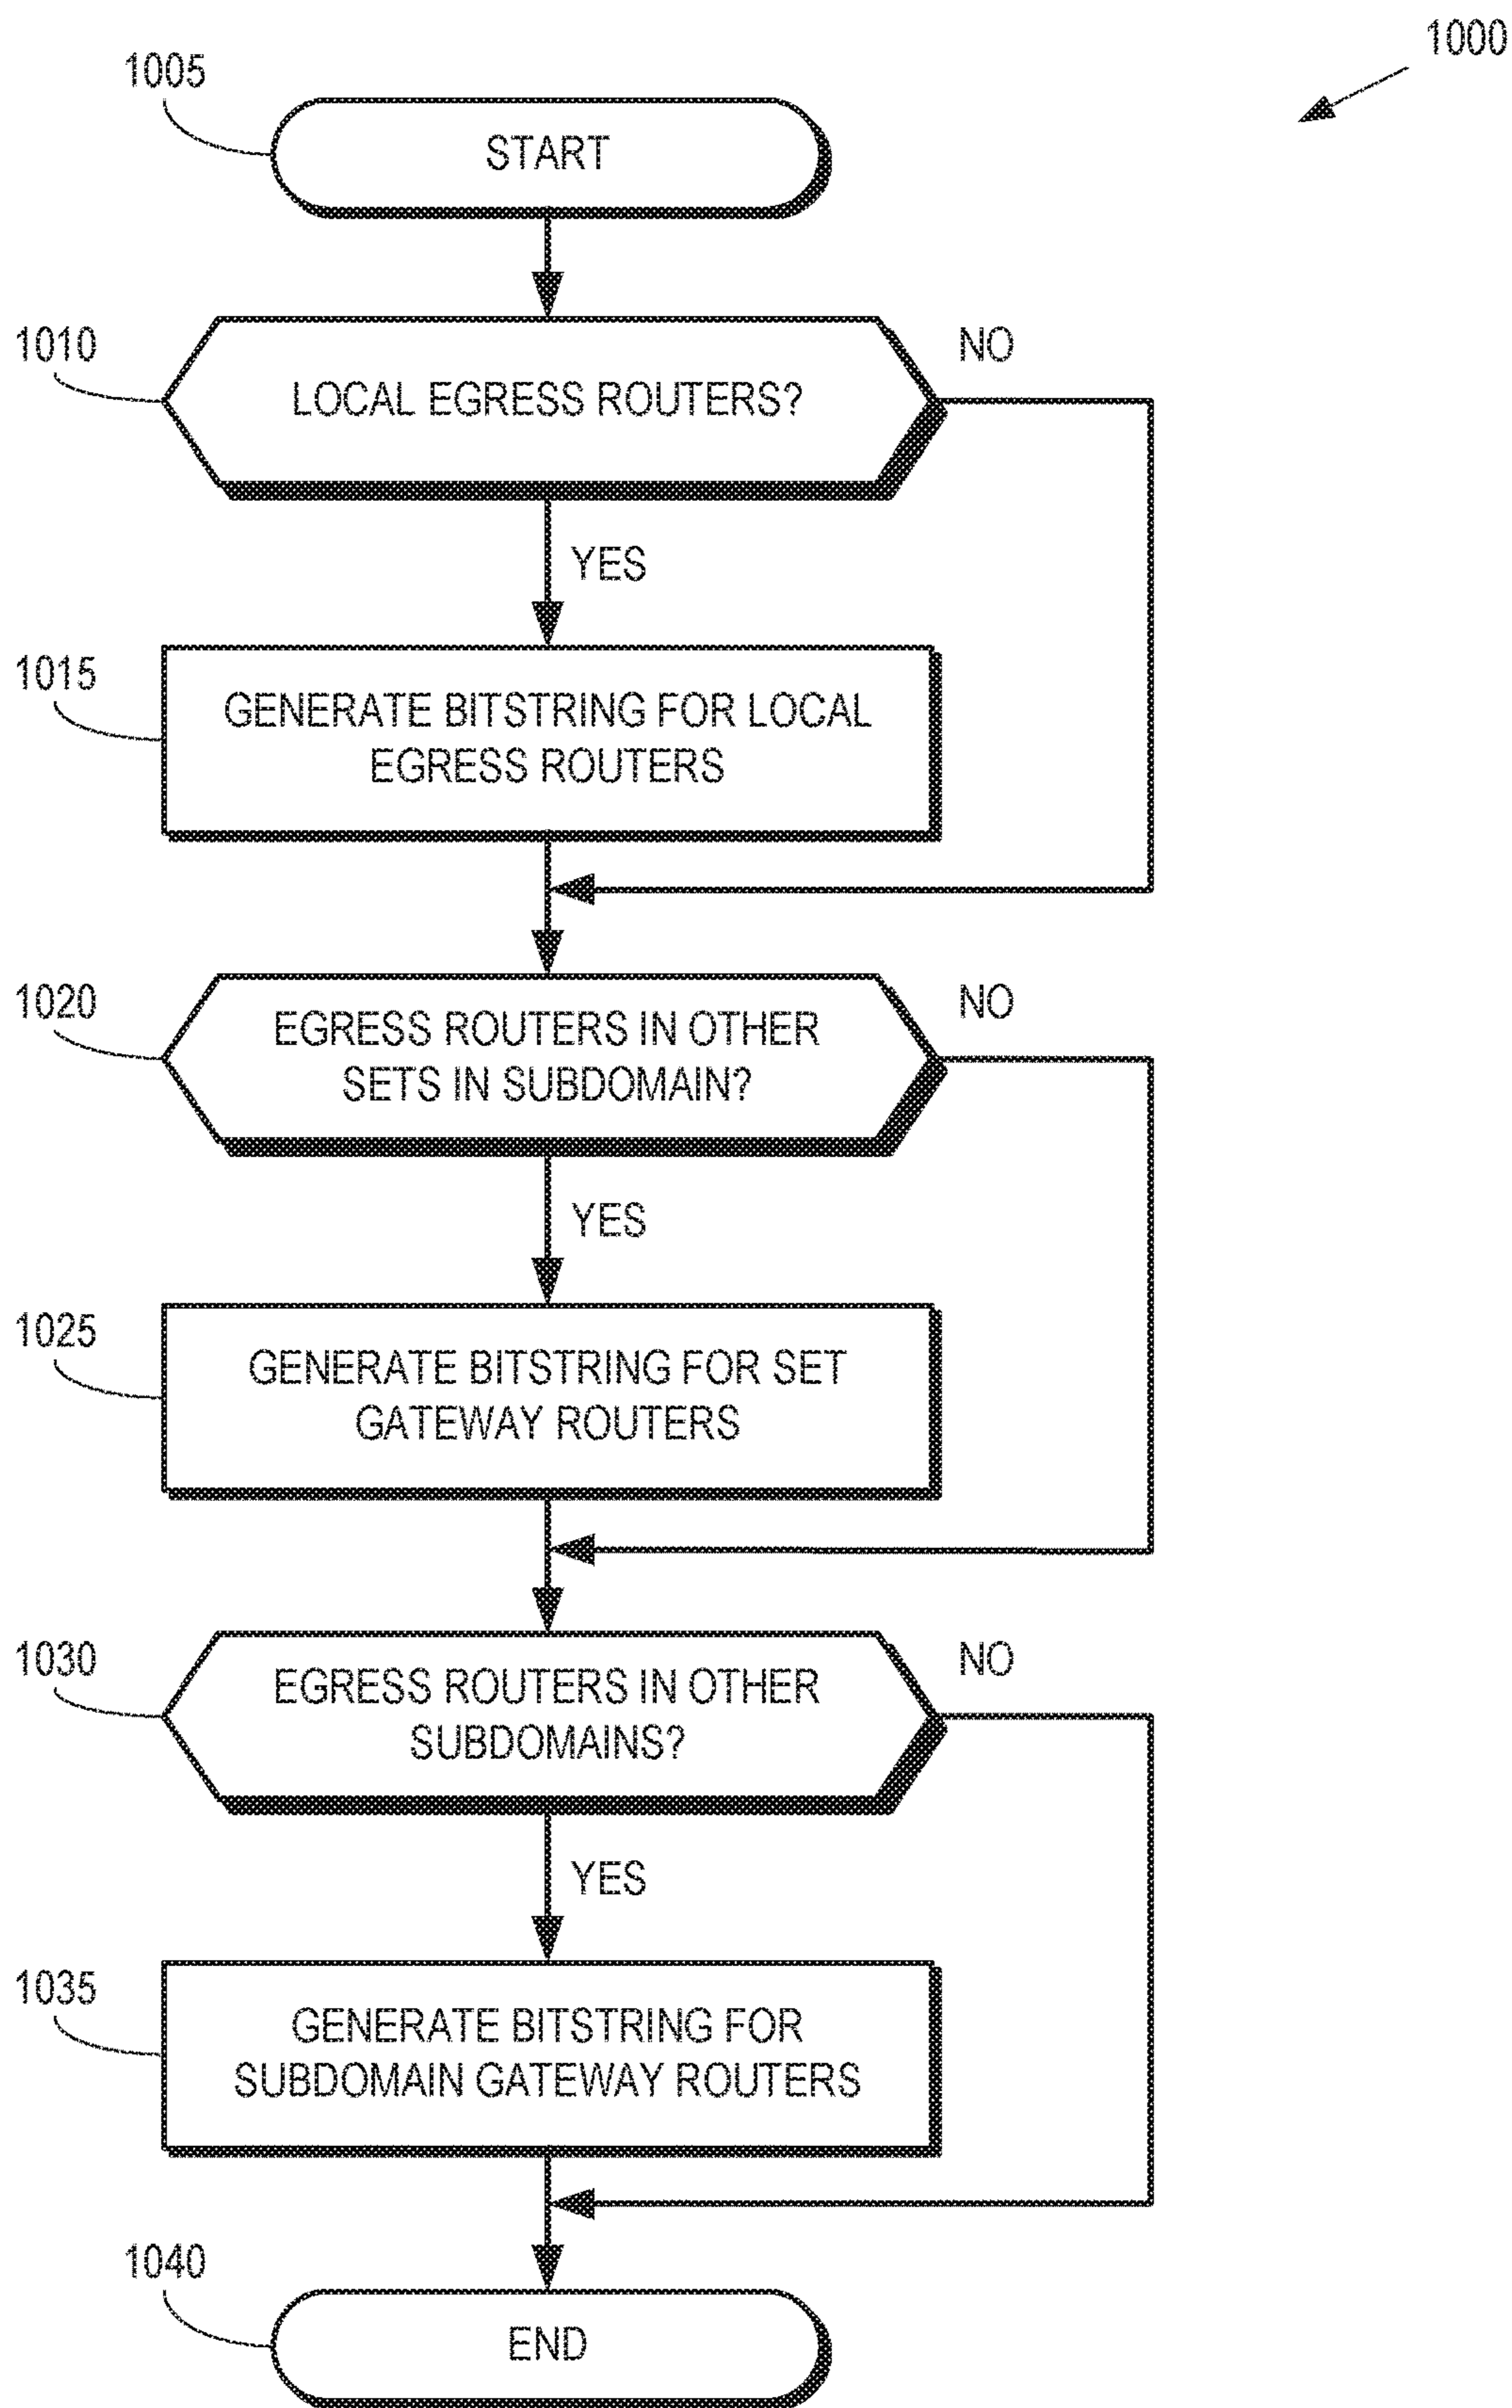 1000
1005
START
1010
LOCAL EGRESS ROUTERS?
NO
YES
1015
GENERATE BITSTRING FOR LOCAL
EGRESS ROUTERS
1020
EGRESS ROUTERS IN OTHER
SETS IN SUBDOMAIN?
NO
YES
1025
GENERATE BITSTRING FOR SET
GATEWAY ROUTERS
1030
EGRESS ROUTERS IN OTHER
SUBDOMAINS?
NO
YES
1035
GENERATE BITSTRING FOR
SUBDOMAIN GATEWAY ROUTERS
1040
END